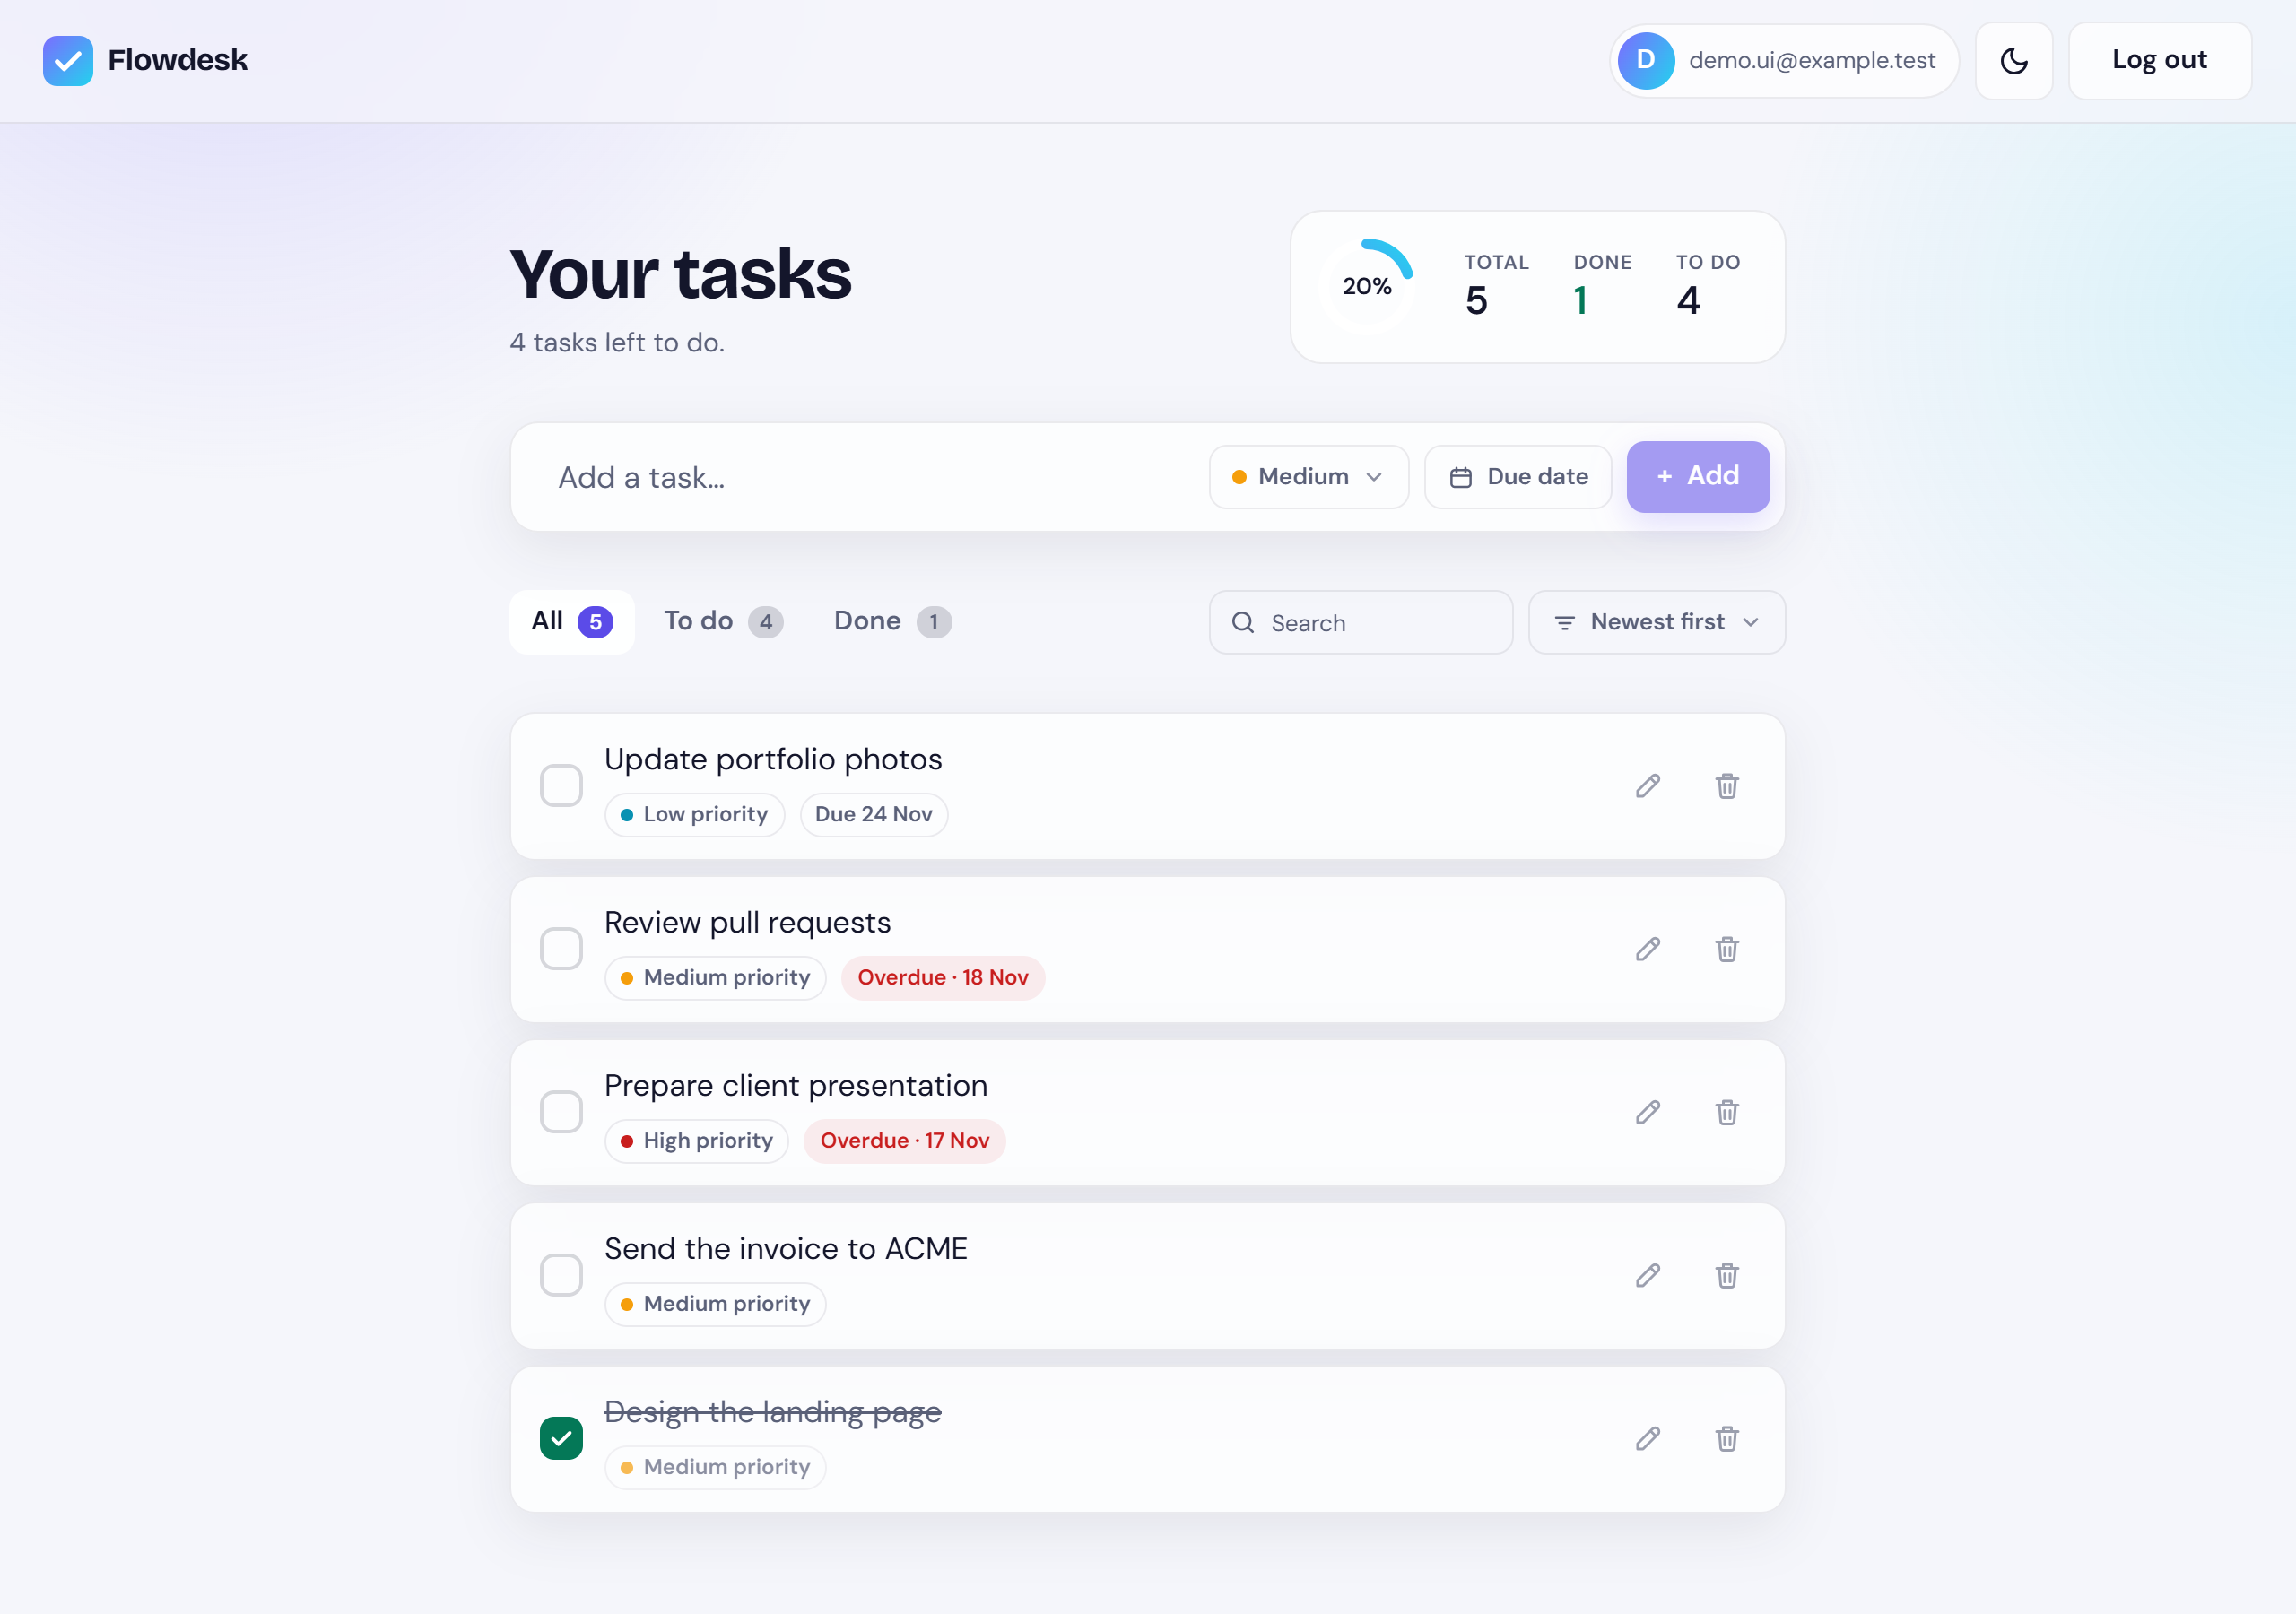 Flowdesk
D demo.ui@example.test Log out
Your tasks
4 tasks left to do.
20%
TOTAL DONE TO DO
5 1 4
Add a task... Medium Due date + Add
All 5 To do 4 Done 1 Search Newest first
Update portfolio photos
Low priority Due 24 Nov
Review pull requests
Medium priority Overdue · 18 Nov
Prepare client presentation
High priority Overdue · 17 Nov
Send the invoice to ACME
Medium priority
Design the landing page
Medium priority